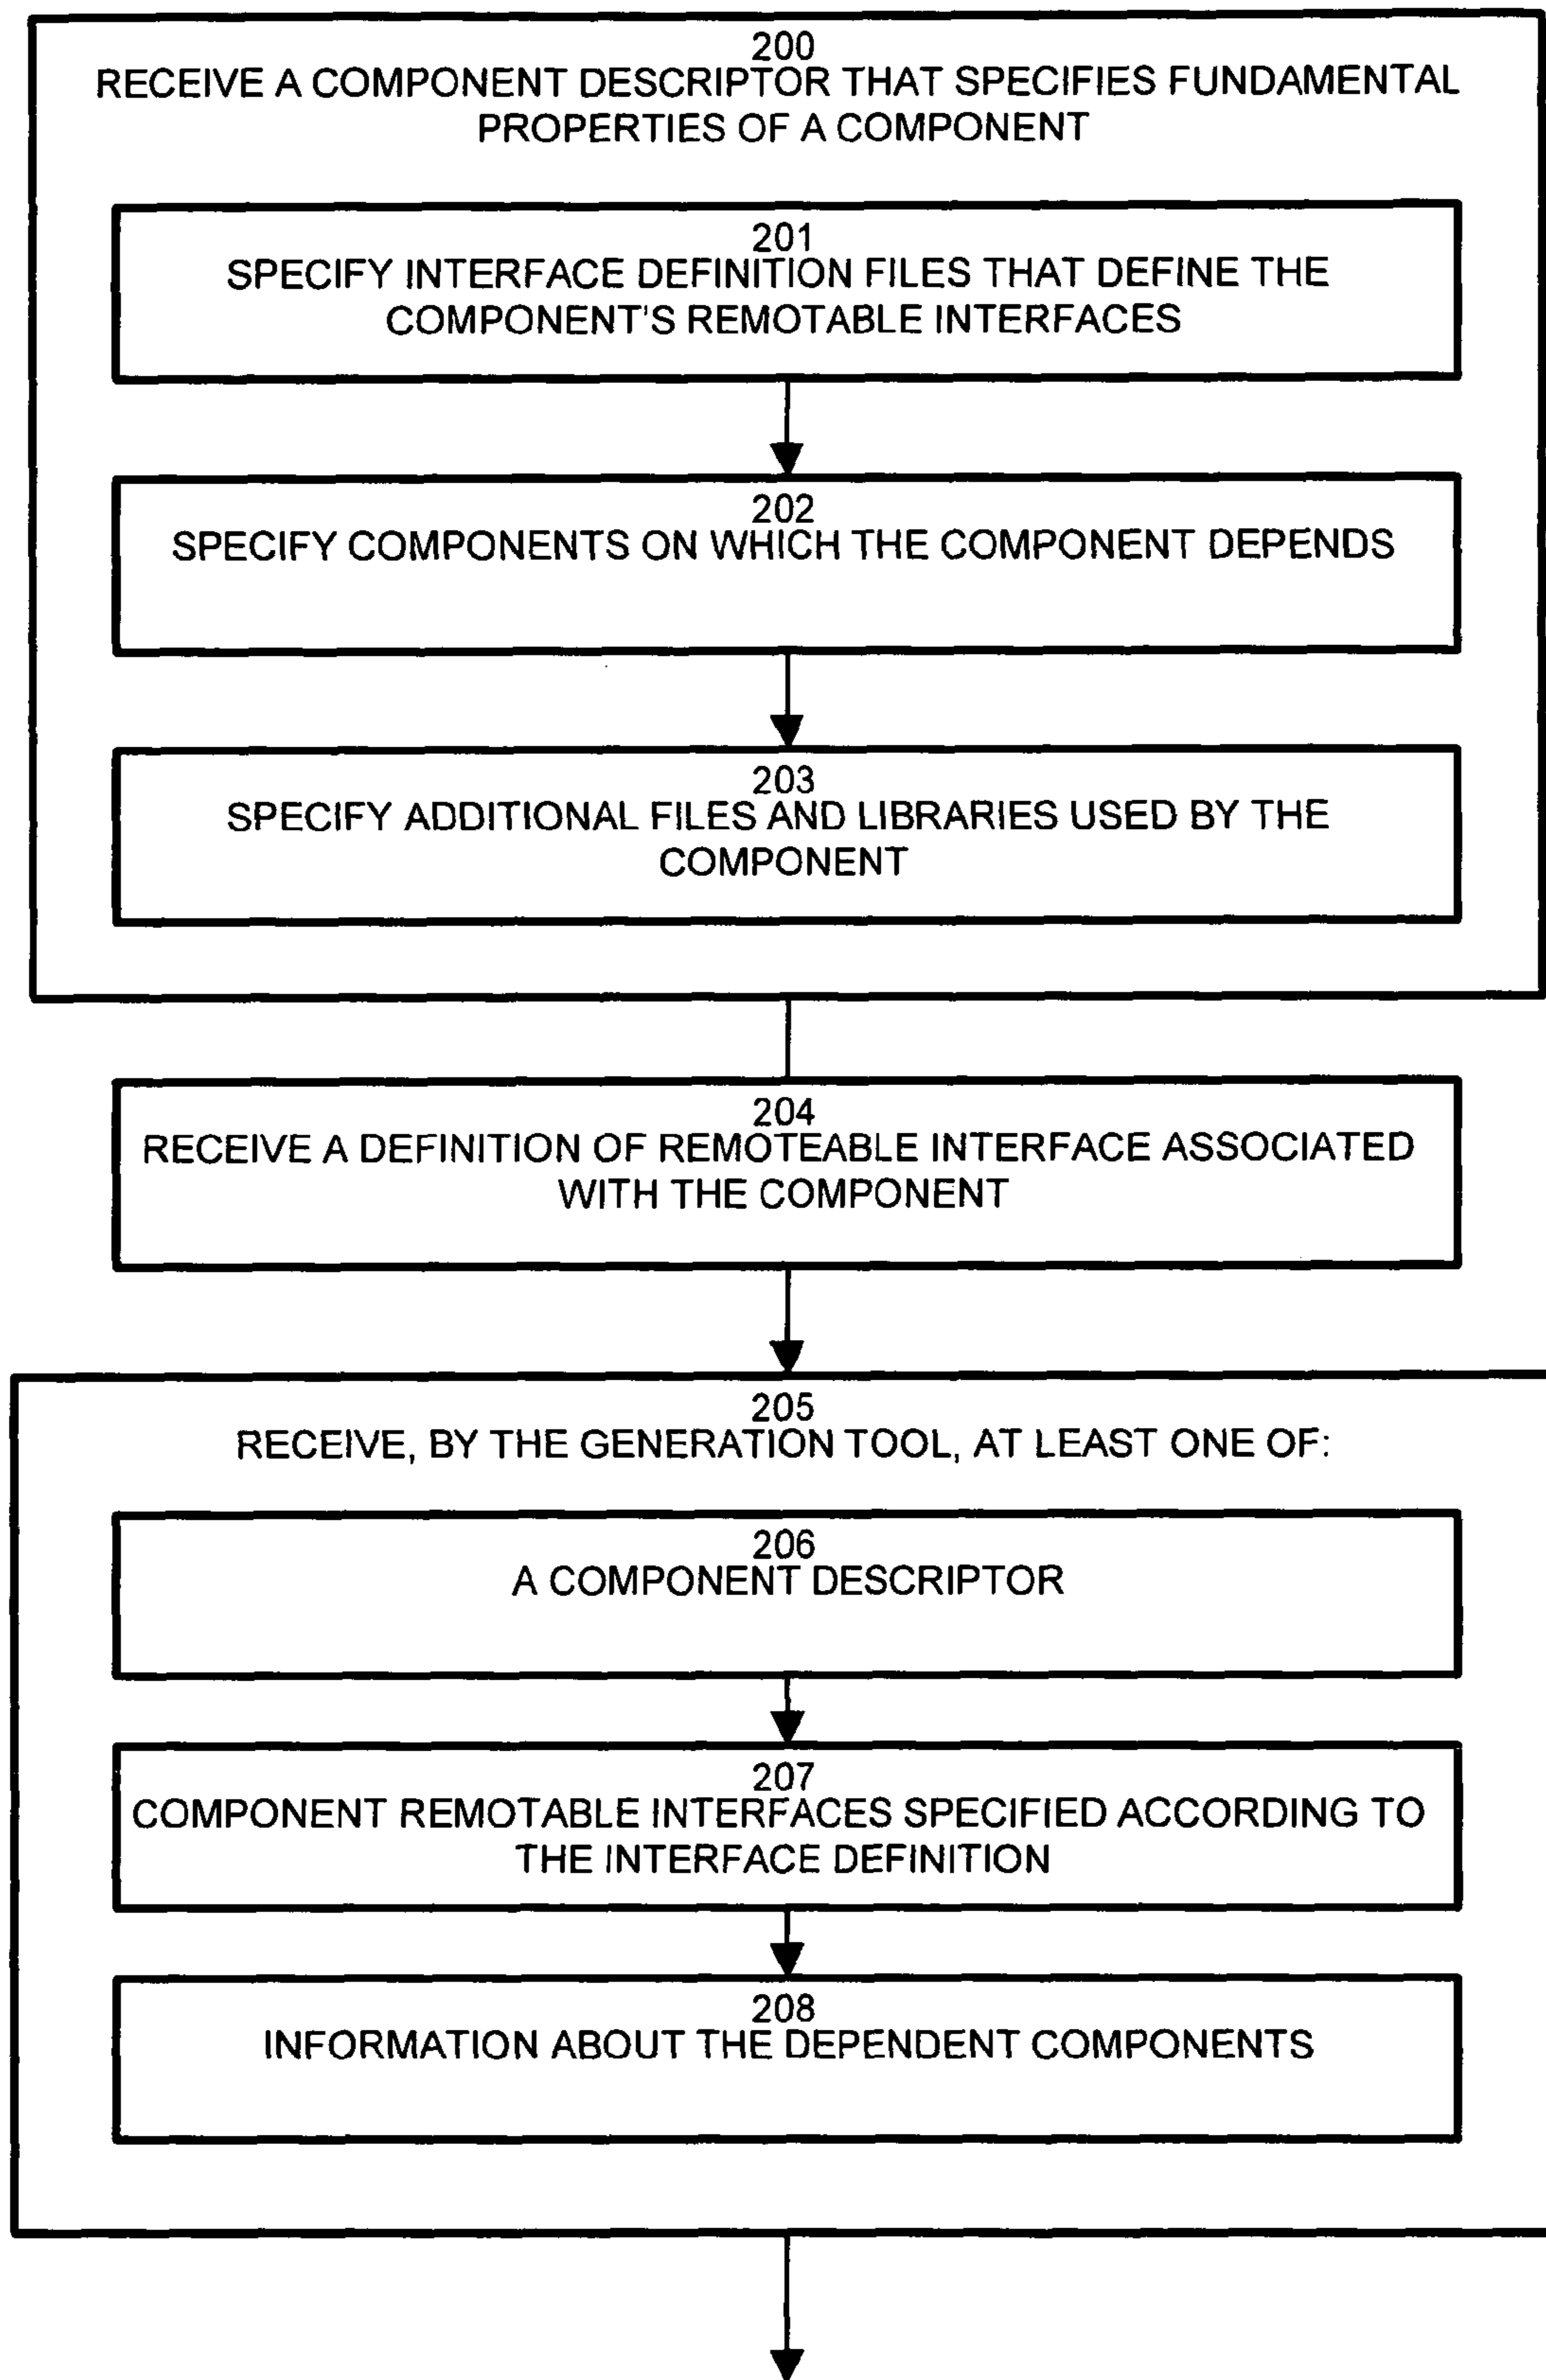 200
RECEIVE A COMPONENT DESCRIPTOR THAT SPECIFIES FUNDAMENTAL
PROPERTIES OF A COMPONENT
201
SPECIFY INTERFACE DEFINITION FILES THAT DEFINE THE
COMPONENT'S REMOTABLE INTERFACES
202
SPECIFY COMPONENTS ON WHICH THE COMPONENT DEPENDS
203
SPECIFY ADDITIONAL FILES AND LIBRARIES USED BY THE
COMPONENT
204
RECEIVE A DEFINITION OF REMOTEABLE INTERFACE ASSOCIATED
WITH THE COMPONENT
205
RECEIVE, BY THE GENERATION TOOL, AT LEAST ONE OF:
206
A COMPONENT DESCRIPTOR
207
COMPONENT REMOTABLE INTERFACES SPECIFIED ACCORDING TO
THE INTERFACE DEFINITION
208
INFORMATION ABOUT THE DEPENDENT COMPONENTS